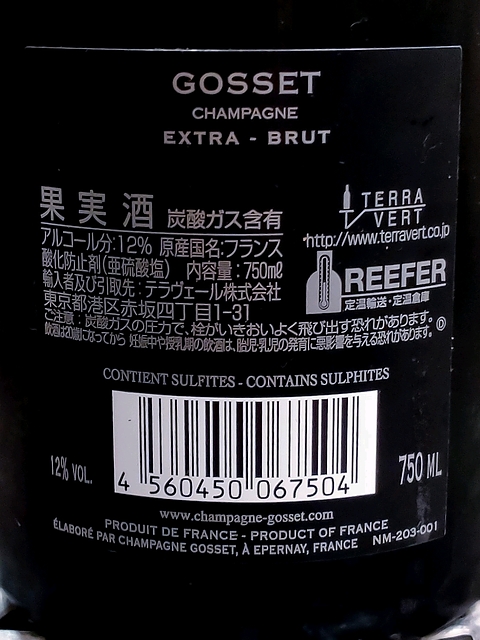 GOSSET
CHAMPAGNE
EXTRA - BRUT
果実酒 炭酸ガス含有
アルコール分:12% 原産国名:フランス
酸化防止剤(亜硫酸塩) 内容量:750mℓ
輸入者及び引取先:テラヴェール株式会社
東京都港区赤坂四丁目1-31
TERRA
VERT
http://www.terravert.co.jp
REEFER
定温輸送・定温倉庫
ご注意:炭酸ガスの圧力で、栓がいきおいよく飛び出す恐れがあります。
飲酒は20歳になってから 妊娠中や授乳期の飲酒は、胎児・乳児の発育に悪影響を与える恐れがあります。 Ⓓ
CONTIENT SULFITES - CONTAINS SULPHITES
12% VOL.
4 560450 067504
750 ML
www.champagne-gosset.com
PRODUIT DE FRANCE - PRODUCT OF FRANCE
ÉLABORÉ PAR CHAMPAGNE GOSSET, À EPERNAY, FRANCE NM-203-001